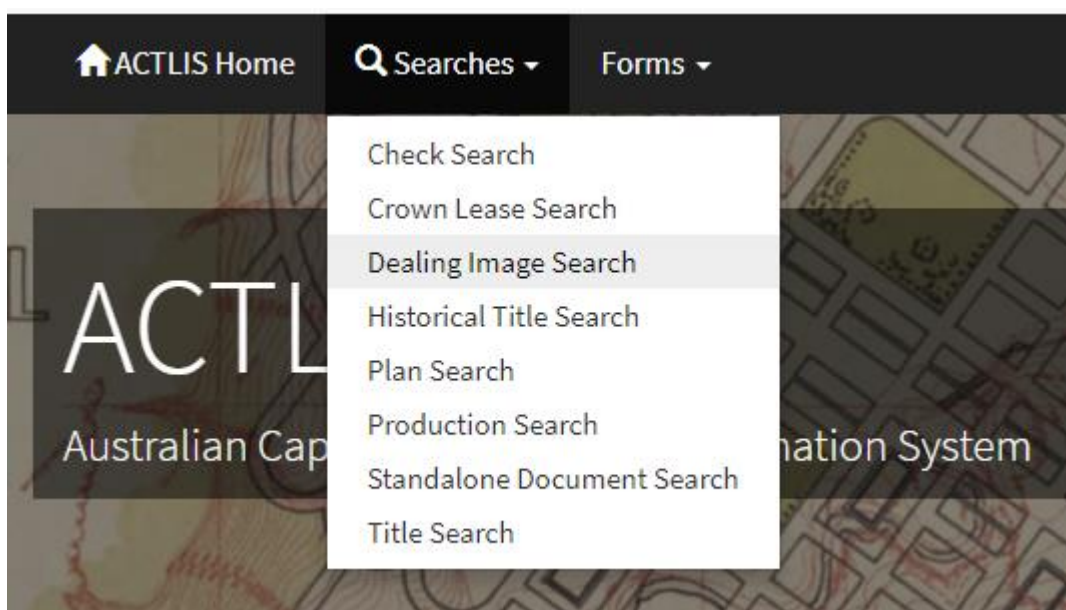 ACTLIS Home Searches Forms
Check Search
Crown Lease Search
Dealing Image Search
Historical Title Search
Plan Search
Production Search
Standalone Document Search
Title Search
ACTL
Australian Cap mation System